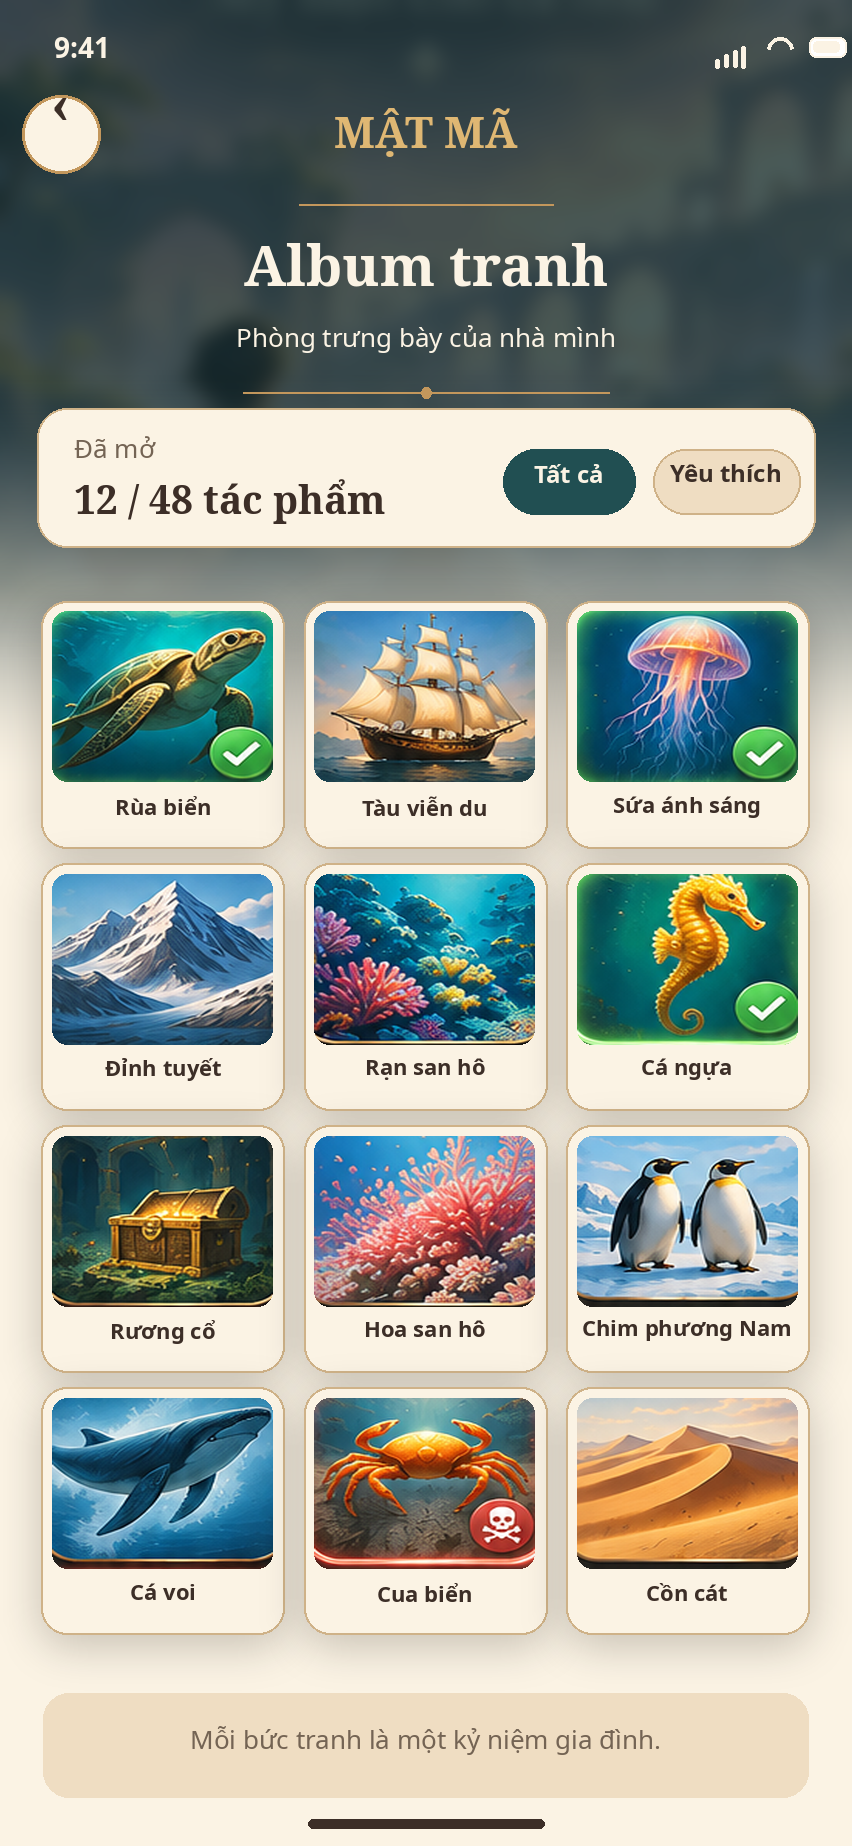 9:41
MẬT MÃ
Album tranh
Phòng trưng bày của nhà mình
Đã mở
12 / 48 tác phẩm
Tất cả
Yêu thích
Rùa biển
Tàu viễn du
Sứa ánh sáng
Đỉnh tuyết
Rạn san hô
Cá ngựa
Rương cổ
Hoa san hô
Chim phương Nam
Cá voi
Cua biển
Cồn cát
Mỗi bức tranh là một kỷ niệm gia đình.